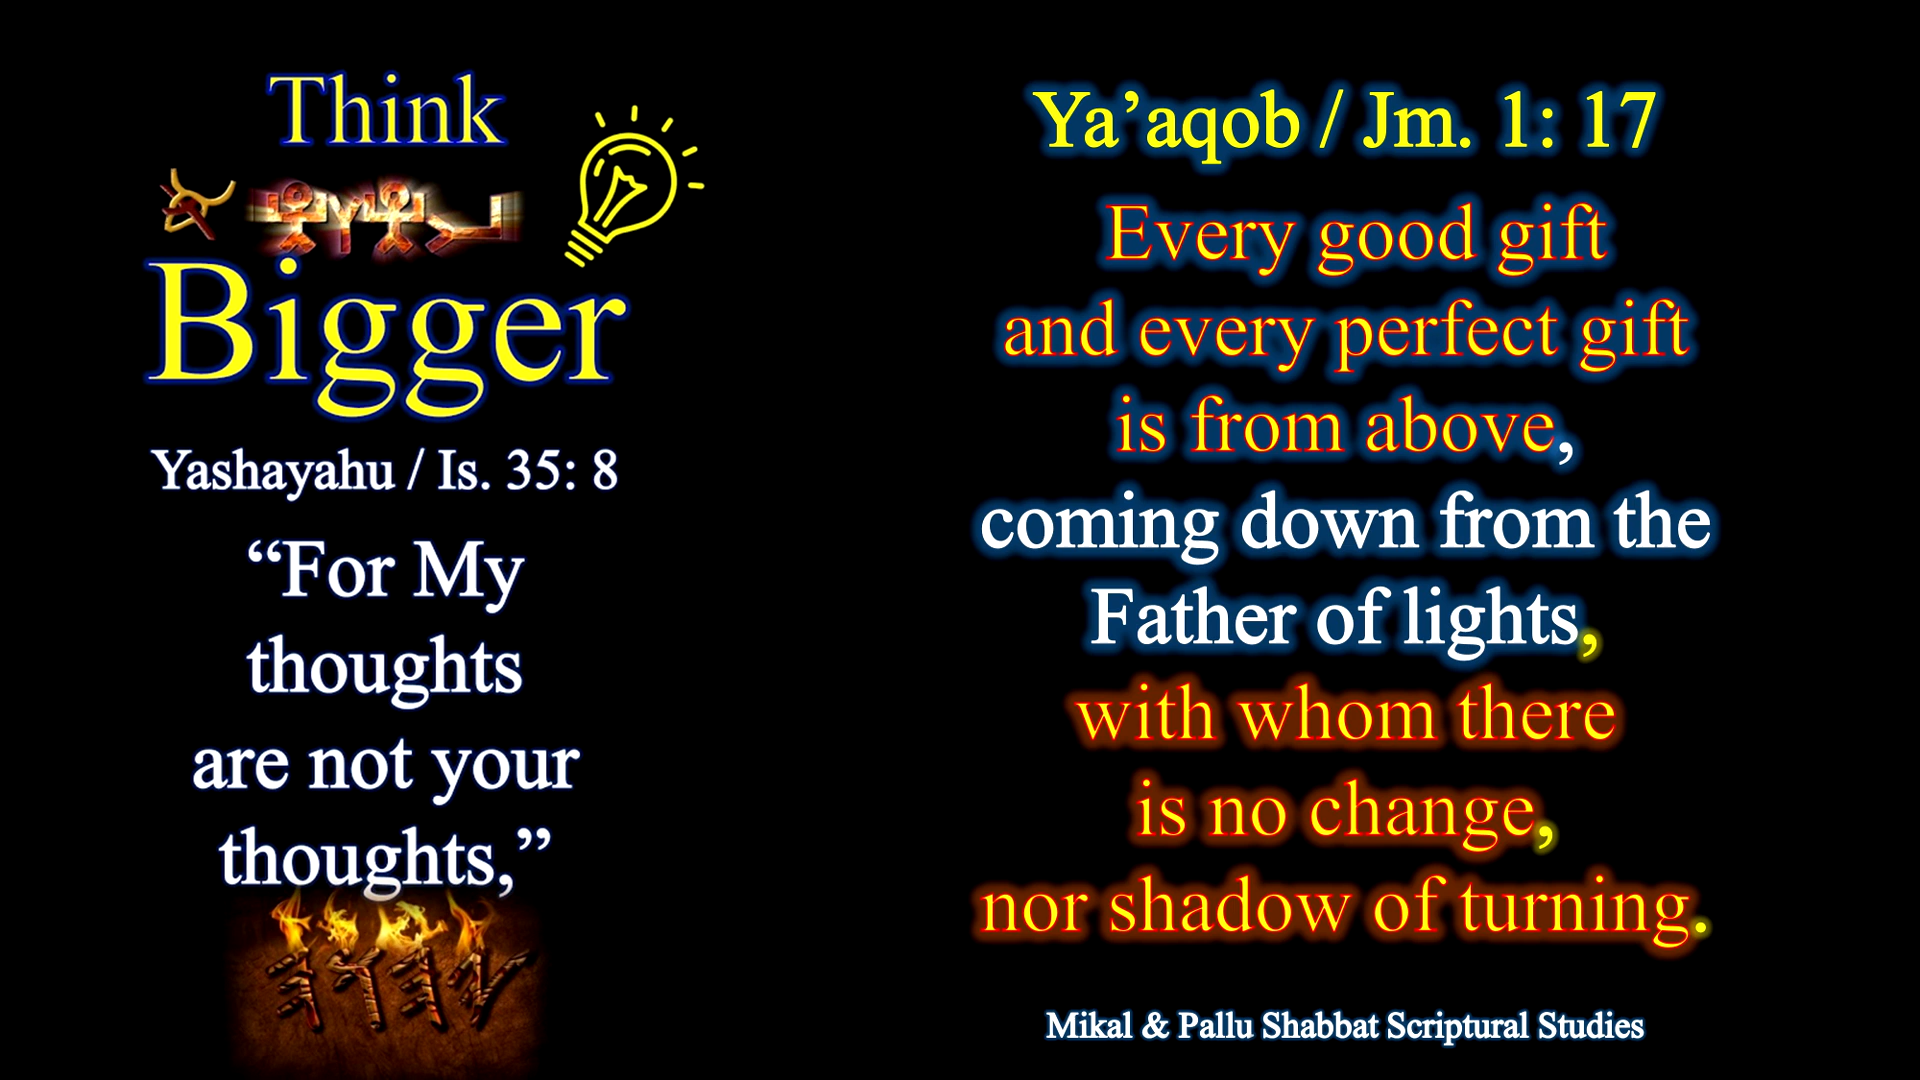 Think
Bigger
Yashayahu / Is. 35: 8
“For My
thoughts
are not your
thoughts,”
𐤉𐤄𐤅𐤄
Ya’aqob / Jm. 1: 17
Every good gift
and every perfect gift
is from above,
coming down from the
Father of lights,
with whom there
is no change,
nor shadow of turning.
Mikal & Pallu Shabbat Scriptural Studies